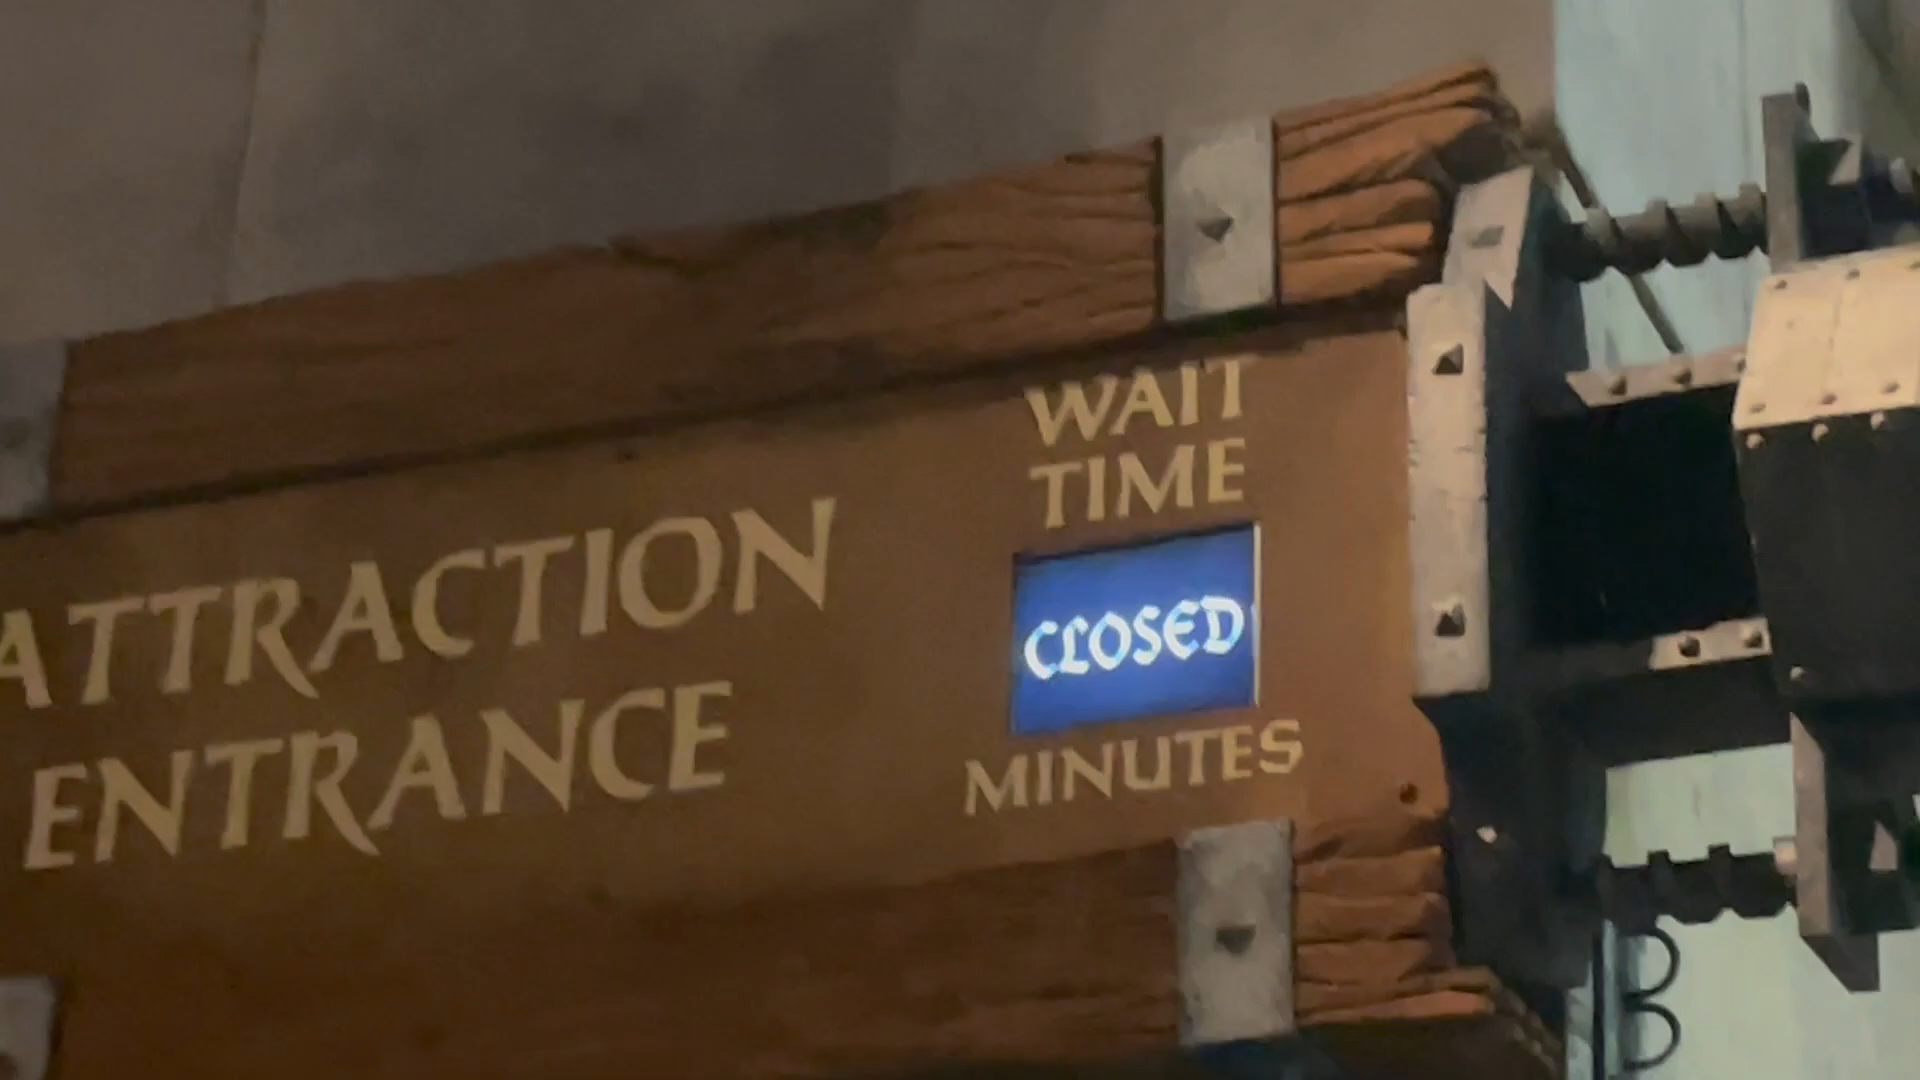 ATTRACTION
ENTRANCE
WAIT
TIME
CLOSED
MINUTES